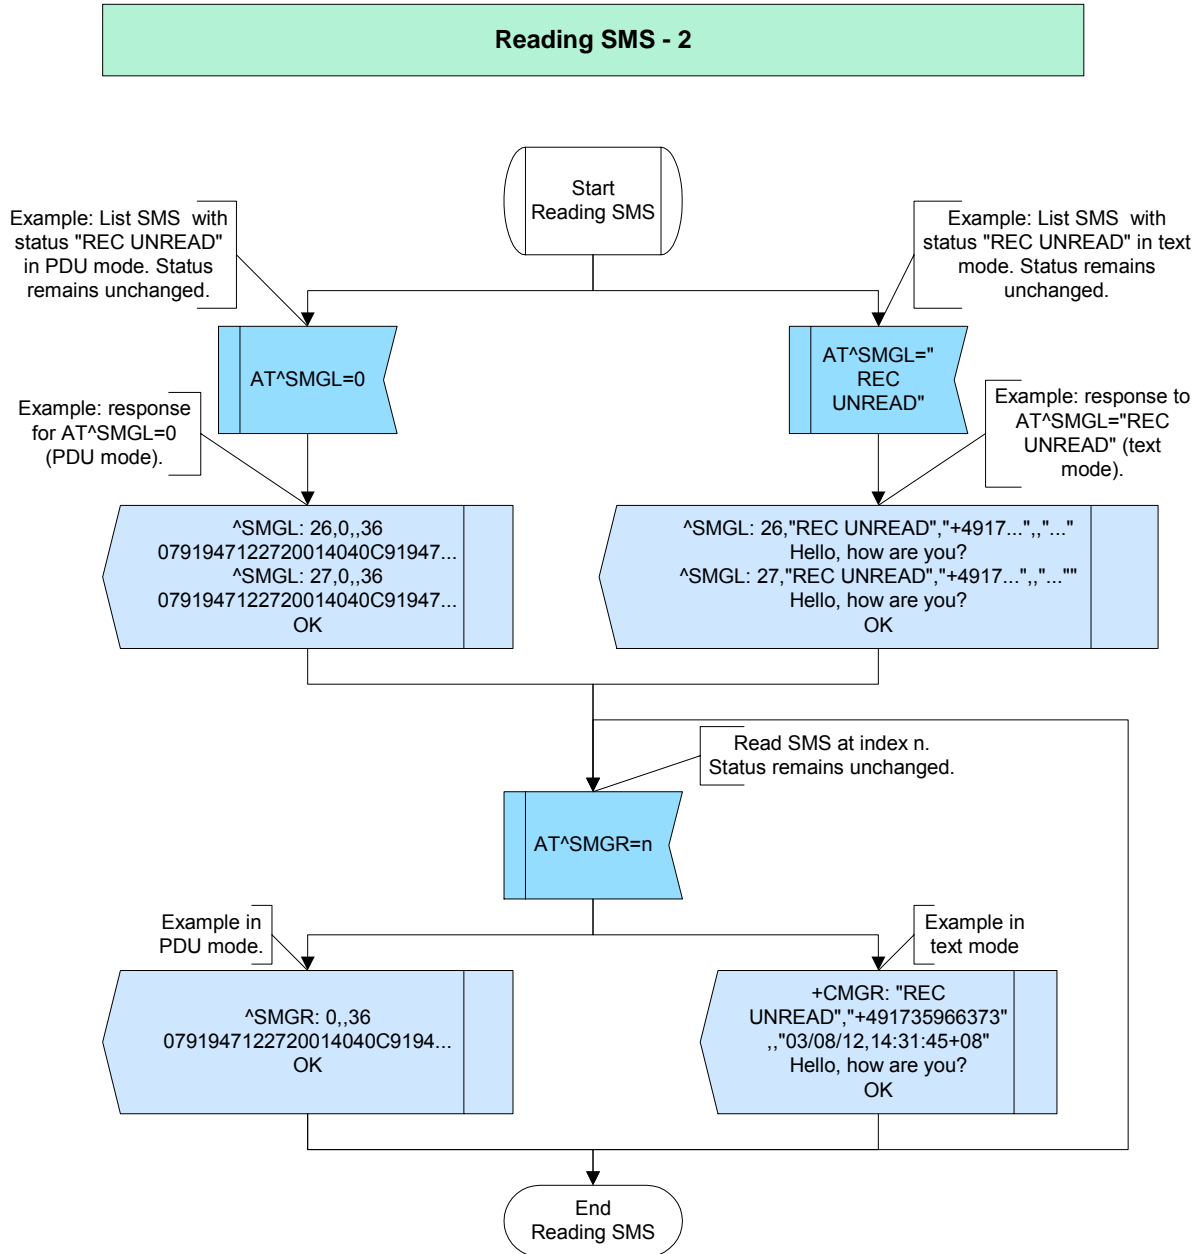 Reading SMS - 2
Start
Reading SMS
Example: List SMS with
status "REC UNREAD"
in PDU mode. Status
remains unchanged.
Example: List SMS with
status "REC UNREAD" in text
mode. Status remains
unchanged.
AT^SMGL=0
AT^SMGL="
REC
UNREAD"
Example: response
for AT^SMGL=0
(PDU mode).
Example: response to
AT^SMGL="REC
UNREAD" (text
mode).
^SMGL: 26,0,,36
0791947122720014040C91947...
^SMGL: 27,0,,36
0791947122720014040C91947...
OK
^SMGL: 26,"REC UNREAD","+4917...",,"..."
Hello, how are you?
^SMGL: 27,"REC UNREAD","+4917...",,"...""
Hello, how are you?
OK
Read SMS at index n.
Status remains unchanged.
AT^SMGR=n
Example in
PDU mode.
Example in
text mode
^SMGR: 0,,36
0791947122720014040C9194...
OK
+CMGR: "REC
UNREAD","+491735966373"
,,"03/08/12,14:31:45+08"
Hello, how are you?
OK
End
Reading SMS